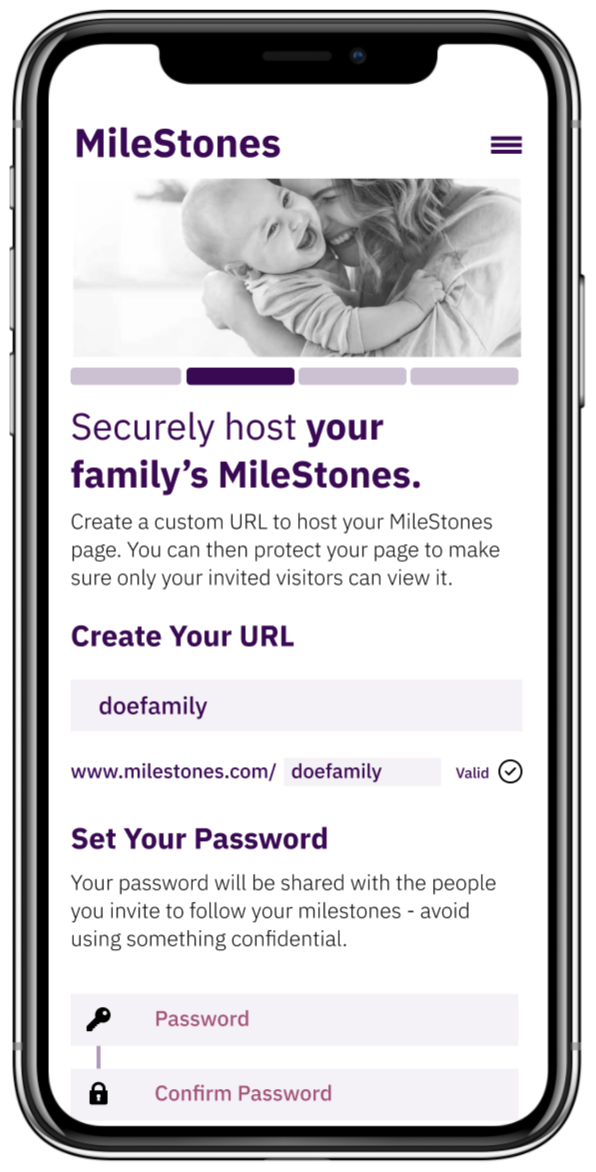 MileStones
Securely host your
family’s MileStones.
Create a custom URL to host your MileStones
page. You can then protect your page to make
sure only your invited visitors can view it.
Create Your URL
doefamily
www.milestones.com/ doefamily Valid
Set Your Password
Your password will be shared with the people
you invite to follow your milestones - avoid
using something confidential.
Password
Confirm Password